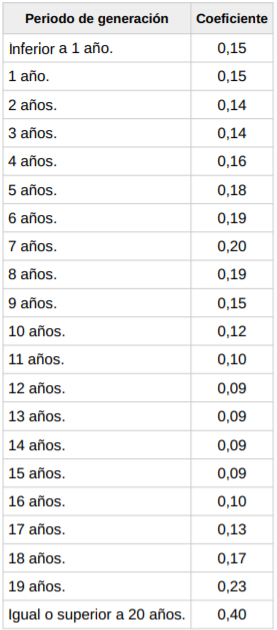 Periodo de generación Coeficiente
Inferior a 1 año. 0,15
1 año. 0,15
2 años. 0,14
3 años. 0,14
4 años. 0,16
5 años. 0,18
6 años. 0,19
7 años. 0,20
8 años. 0,19
9 años. 0,15
10 años. 0,12
11 años. 0,10
12 años. 0,09
13 años. 0,09
14 años. 0,09
15 años. 0,09
16 años. 0,10
17 años. 0,13
18 años. 0,17
19 años. 0,23
Igual o superior a 20 años. 0,40